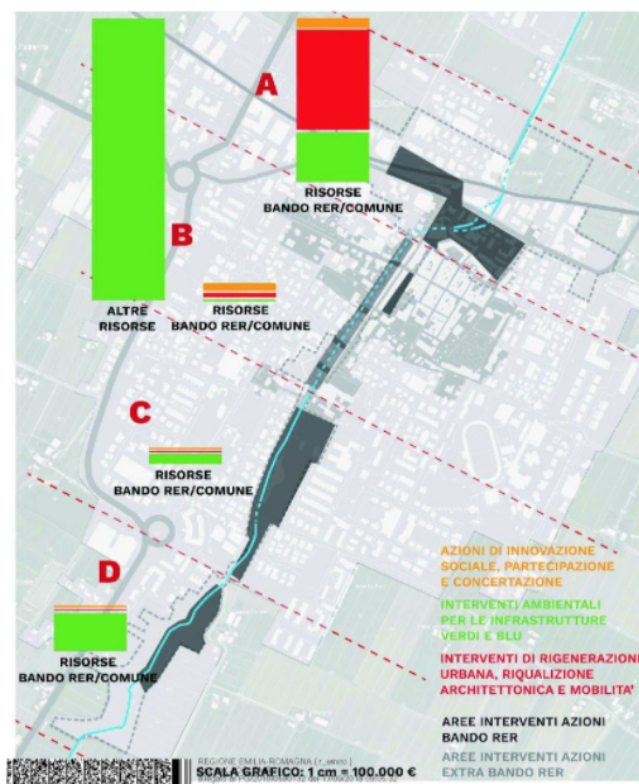 A
RISORSE
BANDO RER/COMUNE
B
ALTRE
RISORSE
RISORSE
BANDO RER/COMUNE
C
RISORSE
BANDO RER/COMUNE
D
RISORSE
BANDO RER/COMUNE
AZIONI DI INNOVAZIONE
SOCIALE, PARTECIPAZIONE
E CONCERTAZIONE
INTERVENTI AMBIENTALI
PER LE INFRASTRUTTURE
VERDI E BLU
INTERVENTI DI RIGENERAZION
URBANA, RIQUALIZIONE
ARCHITETTONICA E MOBILITA'
AREE INTERVENTI AZIONI
BANDO RER
AREE INTERVENTI AZIONI
EXTRA BANDO RER
REGIONE EMILIA-ROMAGNA
SCALA GRAFICO: 1 cm = 100.000 €